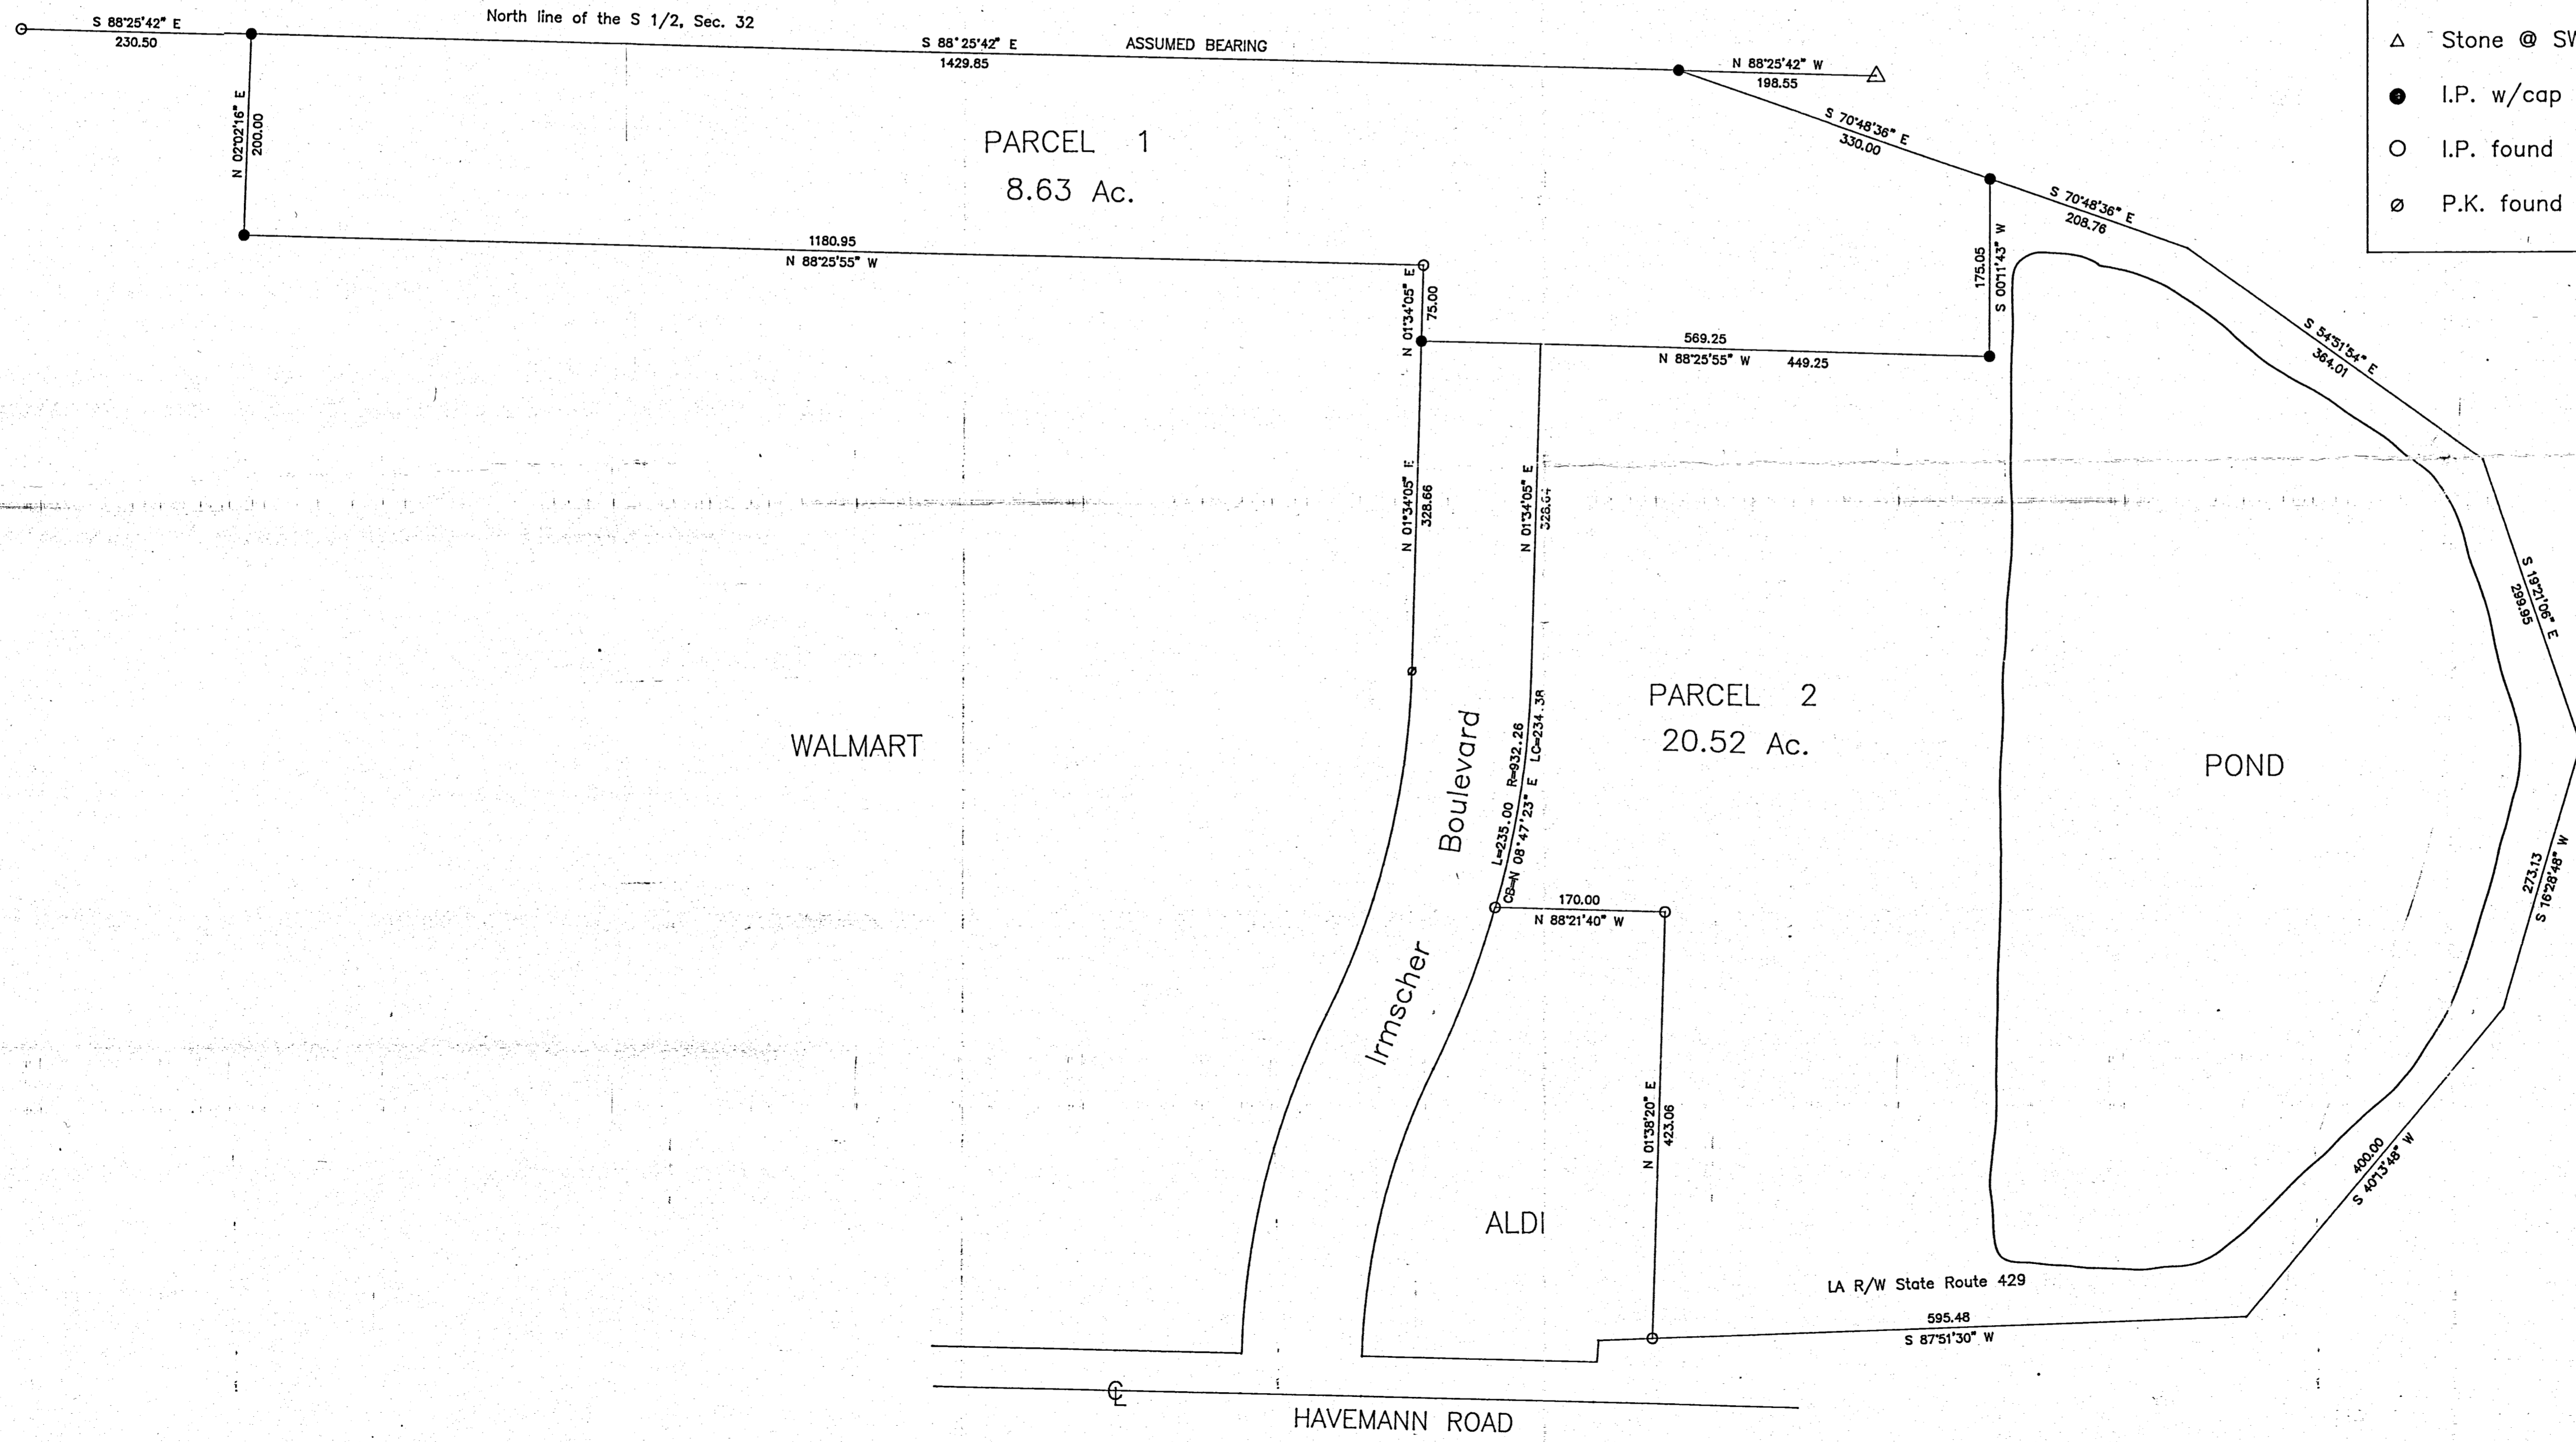 S 88°25'42" E
230.50
North line of the S 1/2, Sec. 32
S 88°25'42" E
1429.85
ASSUMED BEARING
N 88°25'42" W
198.55
△ Stone @ SW
● I.P. w/cap
○ I.P. found
⌀ P.K. found
N 02°02'16" E
200.00
PARCEL 1
8.63 Ac.
S 70°48'36" E
330.00
S 70°48'36" E
208.76
1180.95
N 88°25'55" W
N 01°34'05" E
75.00
175.05
S 00°11'43" W
569.25
N 88°25'55" W
449.25
S 54°51'54" E
364.01
N 01°34'05" E
328.66
N 01°34'05" E
S 19°21'06" E
299.95
WALMART
Boulevard
Irmscher
L=235.00 R=932.26
CB=N 08°47'23" E LC=234.38
PARCEL 2
20.52 Ac.
POND
273.13
S 16°28'48" W
170.00
N 88°21'40" W
N 01°38'20" E
423.06
400.00
S 40°13'48" W
ALDI
LA R/W State Route 429
595.48
S 87°51'30" W
℄
HAVEMANN ROAD